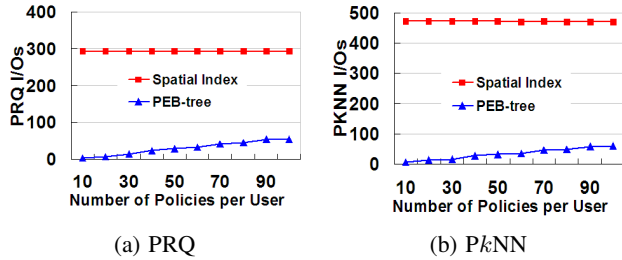 PRQ I/Os
400
300
200
100
0
Spatial Index
PEB-tree
10 30 50 70 90
Number of Policies per User
(a) PRQ
PKNN I/Os
500
400
300
200
100
0
Spatial Index
PEB-tree
10 30 50 70 90
Number of Policies per User
(b) PkNN